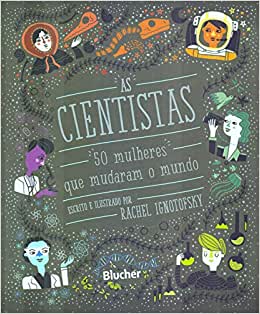 AS
CIENTISTAS
50 mulheres
que mudaram o mundo
ESCRITO E ILUSTRADO POR
RACHEL IGNOTOFSKY
Blucher